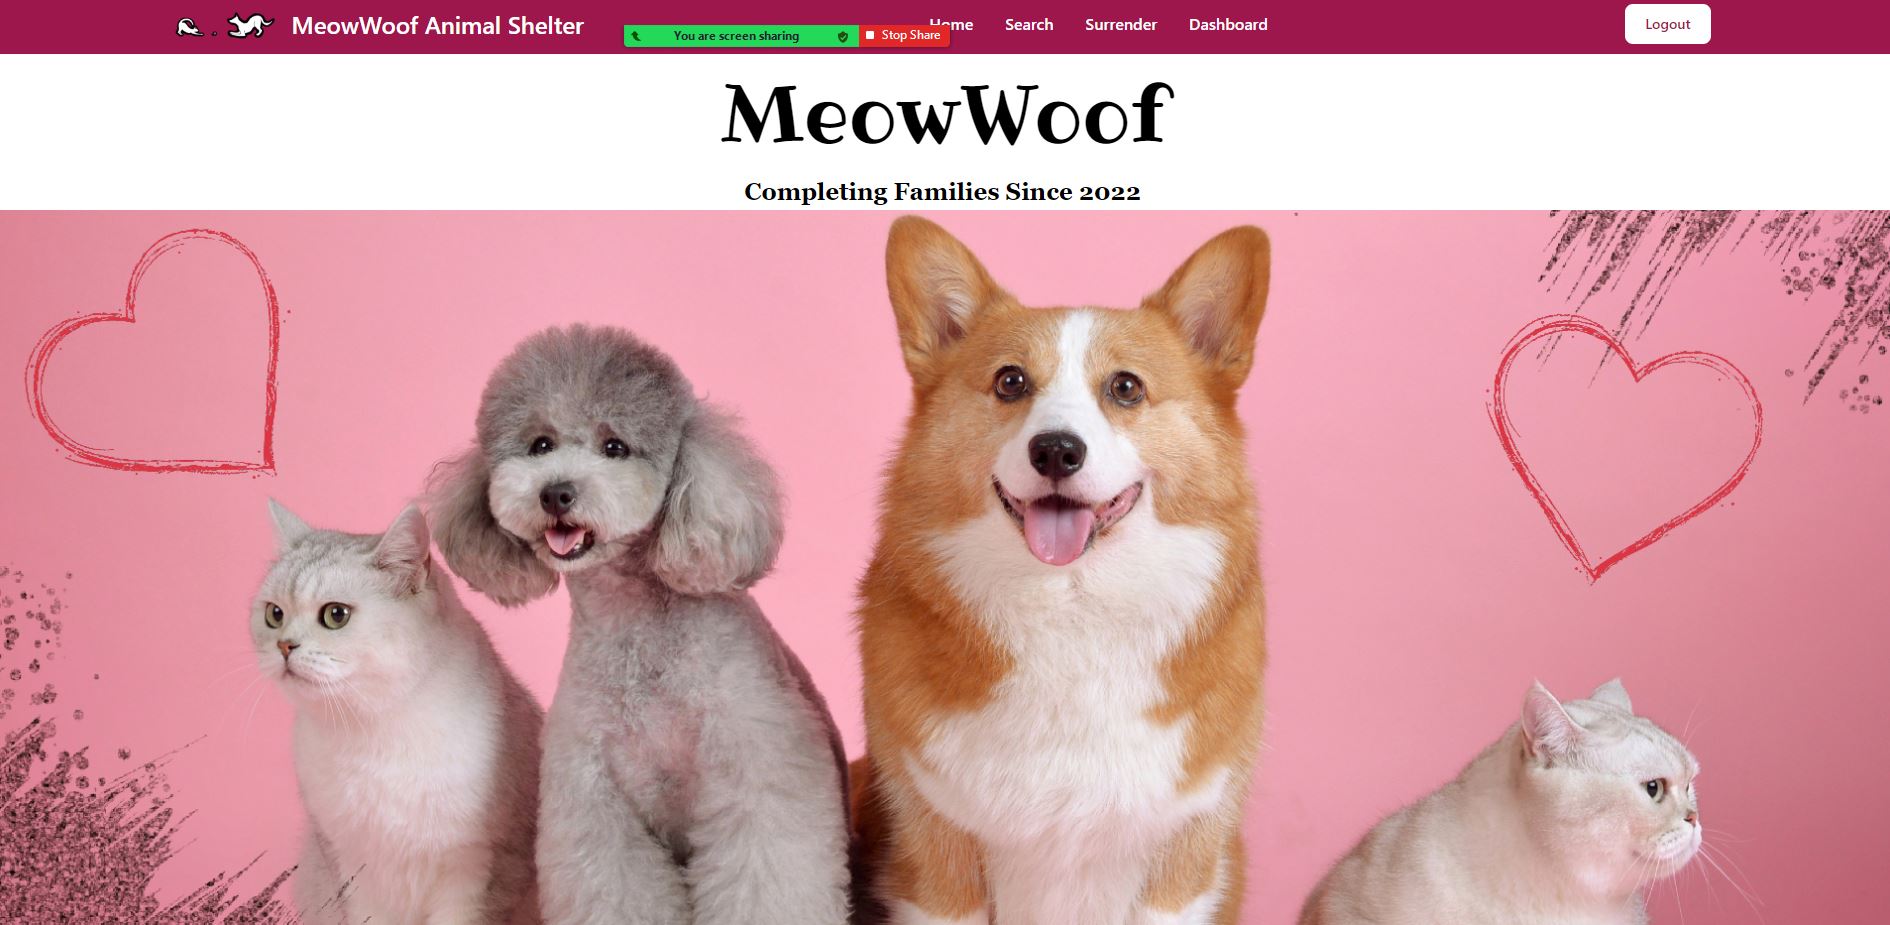 MeowWoof Animal Shelter
You are screen sharing
Stop Share
Home
Search
Surrender
Dashboard
Logout
MeowWoof
Completing Families Since 2022